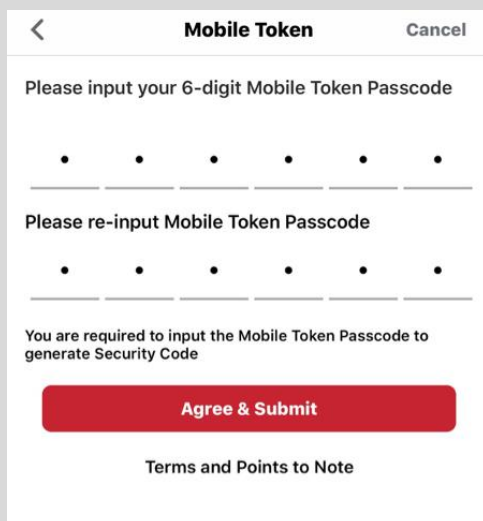 Mobile Token Cancel
Please input your 6-digit Mobile Token Passcode
Please re-input Mobile Token Passcode
You are required to input the Mobile Token Passcode to
generate Security Code
Agree & Submit
Terms and Points to Note